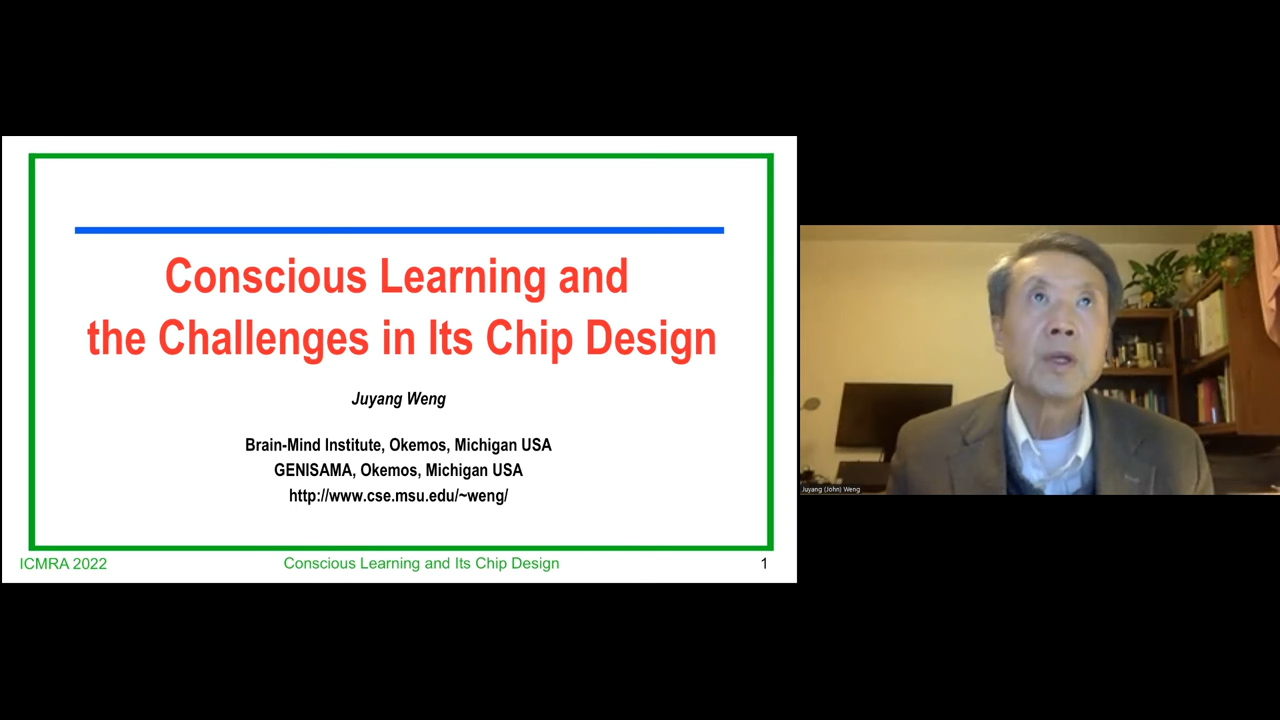 Conscious Learning and
the Challenges in Its Chip Design
Juyang Weng
Brain-Mind Institute, Okemos, Michigan USA
GENISAMA, Okemos, Michigan USA
http://www.cse.msu.edu/~weng/
ICMRA 2022
Conscious Learning and Its Chip Design
1
Juyang (John) Weng